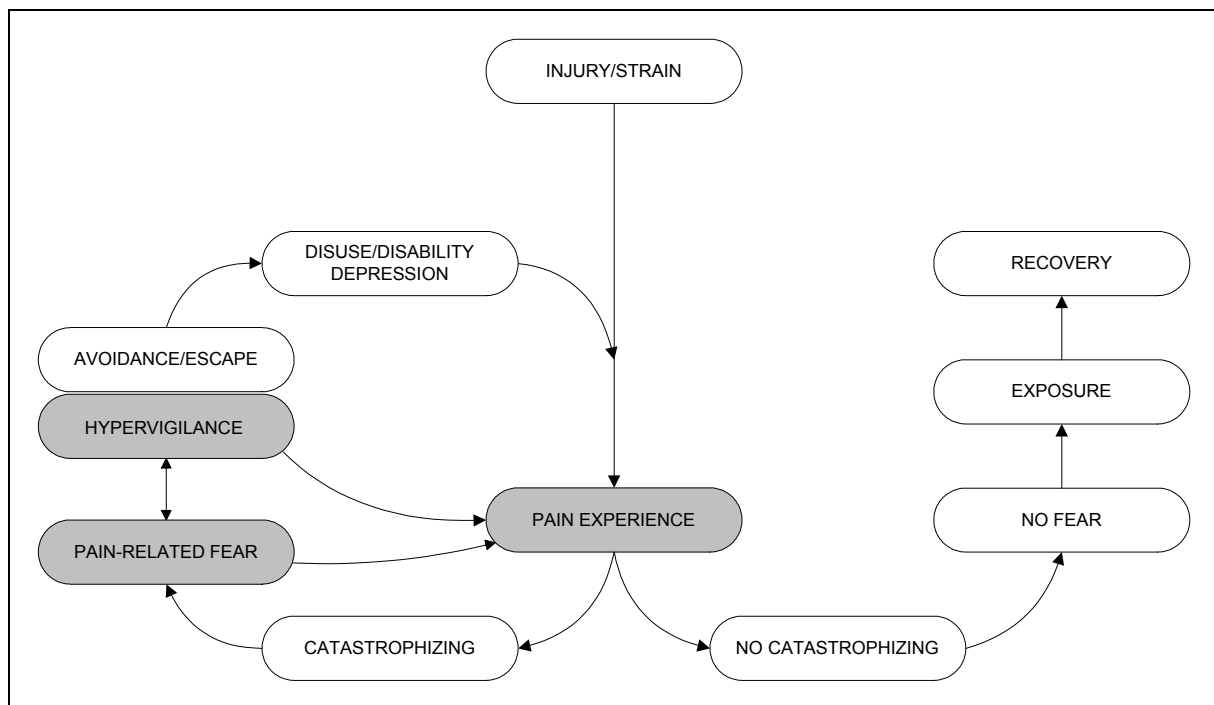 INJURY/STRAIN
DISUSE/DISABILITY
DEPRESSION
RECOVERY
AVOIDANCE/ESCAPE
EXPOSURE
HYPERVIGILANCE
PAIN EXPERIENCE
NO FEAR
PAIN-RELATED FEAR
CATASTROPHIZING
NO CATASTROPHIZING